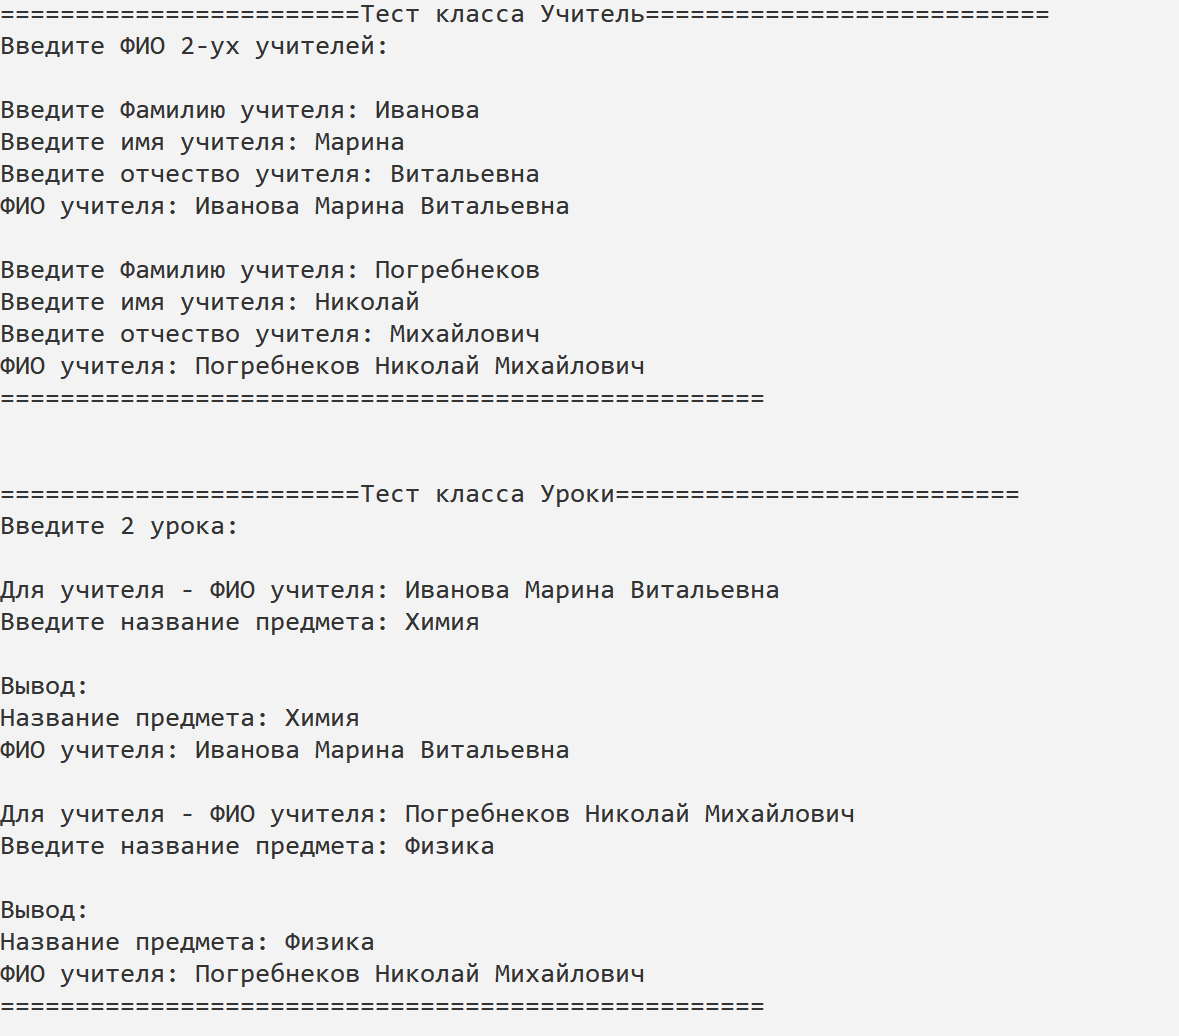 ========================Тест класса Учитель===========================
Введите ФИО 2-ух учителей:
Введите Фамилию учителя: Иванова
Введите имя учителя: Марина
Введите отчество учителя: Витальевна
ФИО учителя: Иванова Марина Витальевна
Введите Фамилию учителя: Погребнеков
Введите имя учителя: Николай
Введите отчество учителя: Михайлович
ФИО учителя: Погребнеков Николай Михайлович
===================================================
========================Тест класса Уроки===========================
Введите 2 урока:
Для учителя - ФИО учителя: Иванова Марина Витальевна
Введите название предмета: Химия
Вывод:
Название предмета: Химия
ФИО учителя: Иванова Марина Витальевна
Для учителя - ФИО учителя: Погребнеков Николай Михайлович
Введите название предмета: Физика
Вывод:
Название предмета: Физика
ФИО учителя: Погребнеков Николай Михайлович
===================================================